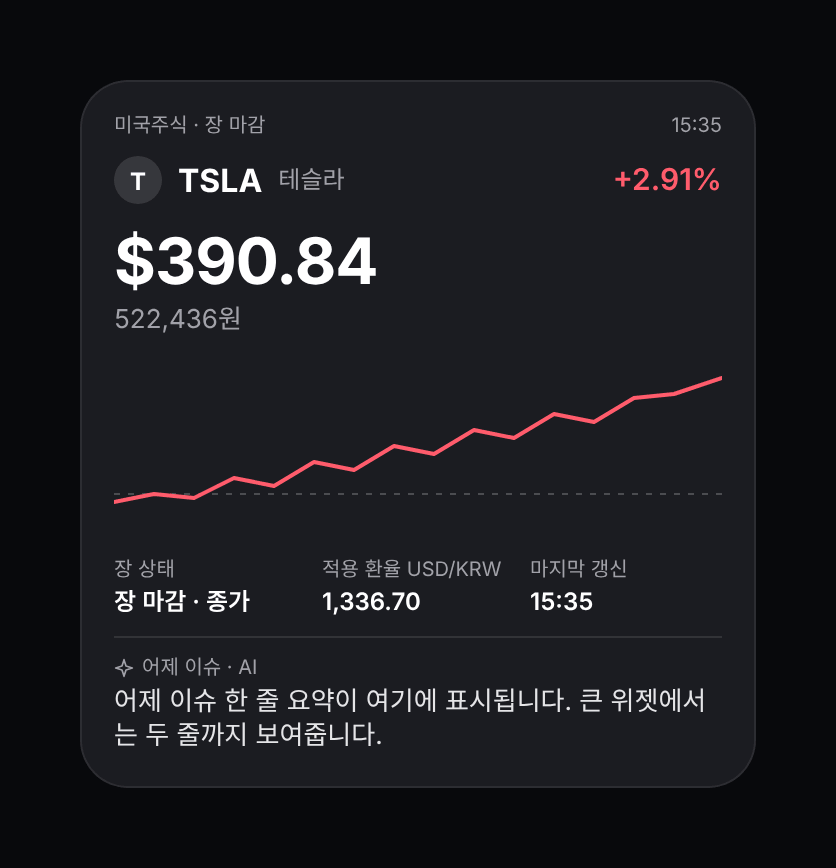 미국주식 · 장 마감 15:35
T TSLA 테슬라 +2.91%
$390.84
522,436원
장 상태 적용 환율 USD/KRW 마지막 갱신
장 마감 · 종가 1,336.70 15:35
어제 이슈 · AI
어제 이슈 한 줄 요약이 여기에 표시됩니다. 큰 위젯에서
는 두 줄까지 보여줍니다.